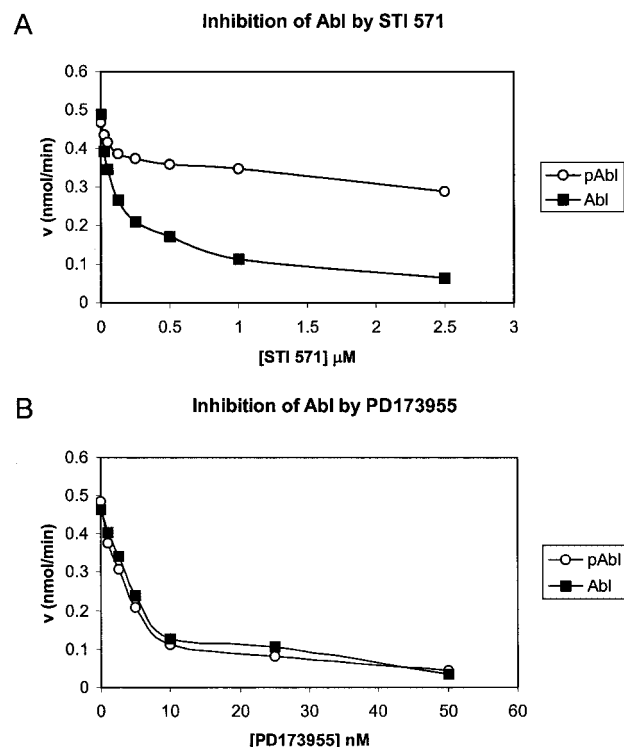 A
Inhibition of Abl by STI 571
0.6
0.5
0.4
0.3
0.2
0.1
0
v (nmol/min)
0
0.5
1
1.5
2
2.5
3
[STI 571] μM
pAbl
Abl
B
Inhibition of Abl by PD173955
0.6
0.5
0.4
0.3
0.2
0.1
0
v (nmol/min)
0
10
20
30
40
50
60
[PD173955] nM
pAbl
Abl